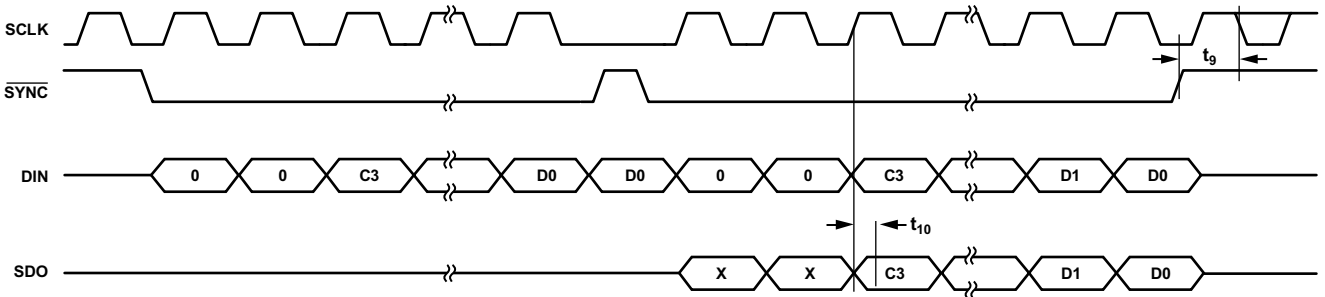 SCLK
t9
SYNC
DIN 0 0 C3 D0 D0 0 0 C3 D1 D0
t10
SDO X X C3 D1 D0